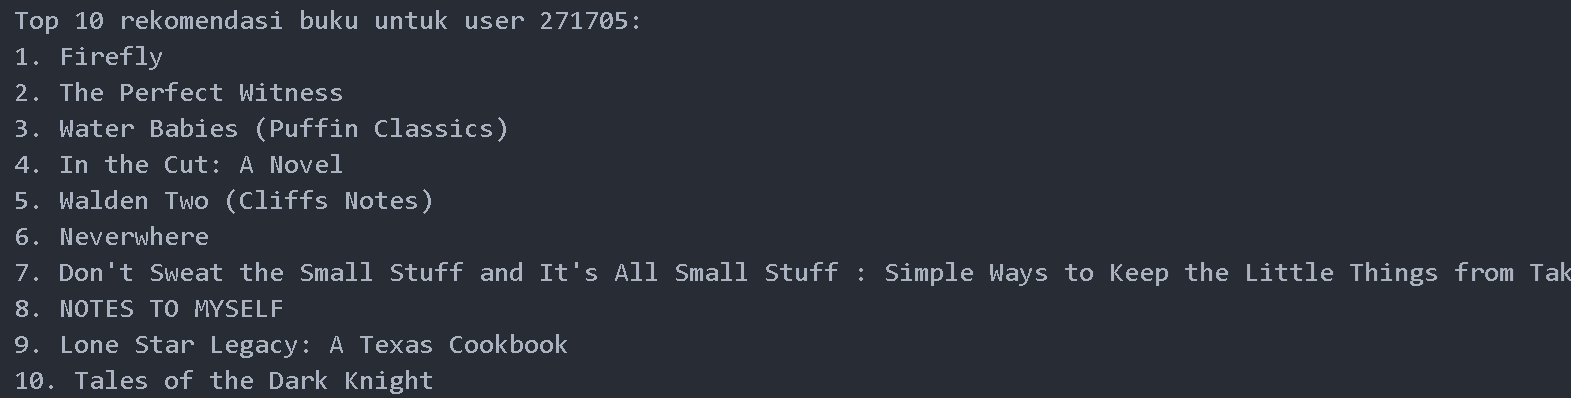 Top 10 rekomendasi buku untuk user 271705:
1. Firefly
2. The Perfect Witness
3. Water Babies (Puffin Classics)
4. In the Cut: A Novel
5. Walden Two (Cliffs Notes)
6. Neverwhere
7. Don't Sweat the Small Stuff and It's All Small Stuff : Simple Ways to Keep the Little Things from Tak
8. NOTES TO MYSELF
9. Lone Star Legacy: A Texas Cookbook
10. Tales of the Dark Knight